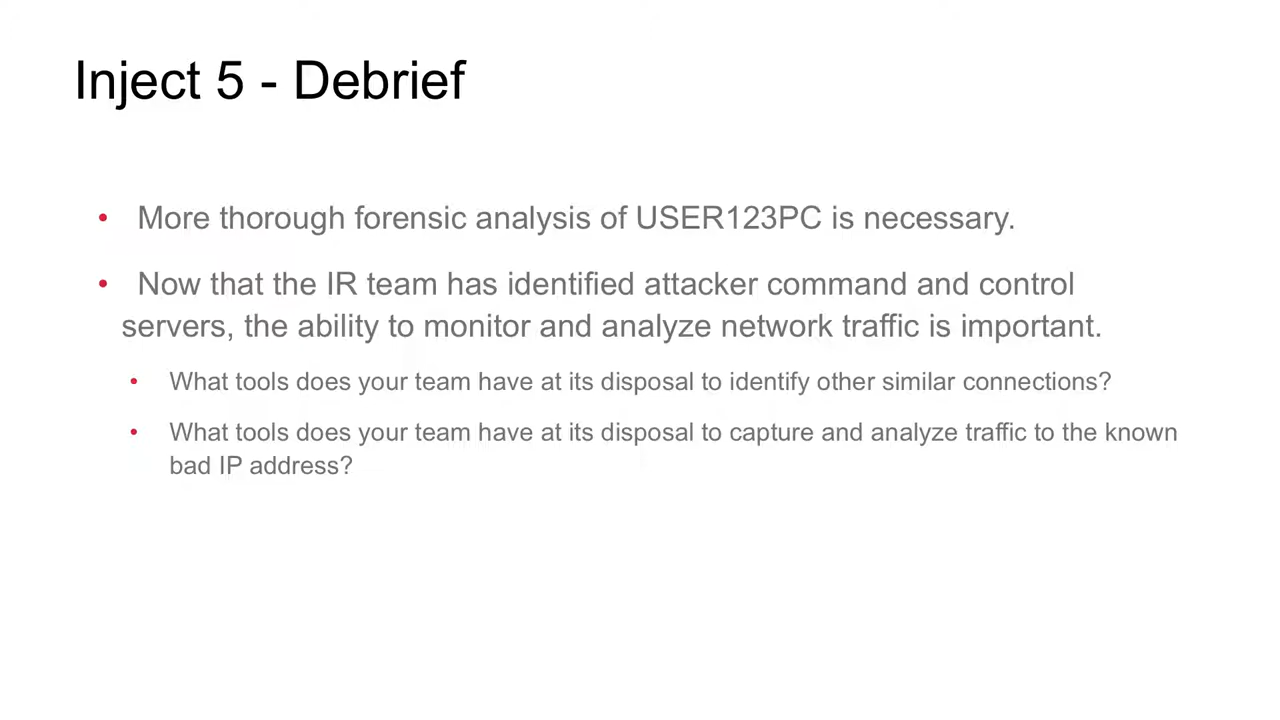 Inject 5 - Debrief
• More thorough forensic analysis of USER123PC is necessary.
• Now that the IR team has identified attacker command and control
servers, the ability to monitor and analyze network traffic is important.
• What tools does your team have at its disposal to identify other similar connections?
• What tools does your team have at its disposal to capture and analyze traffic to the known
bad IP address?